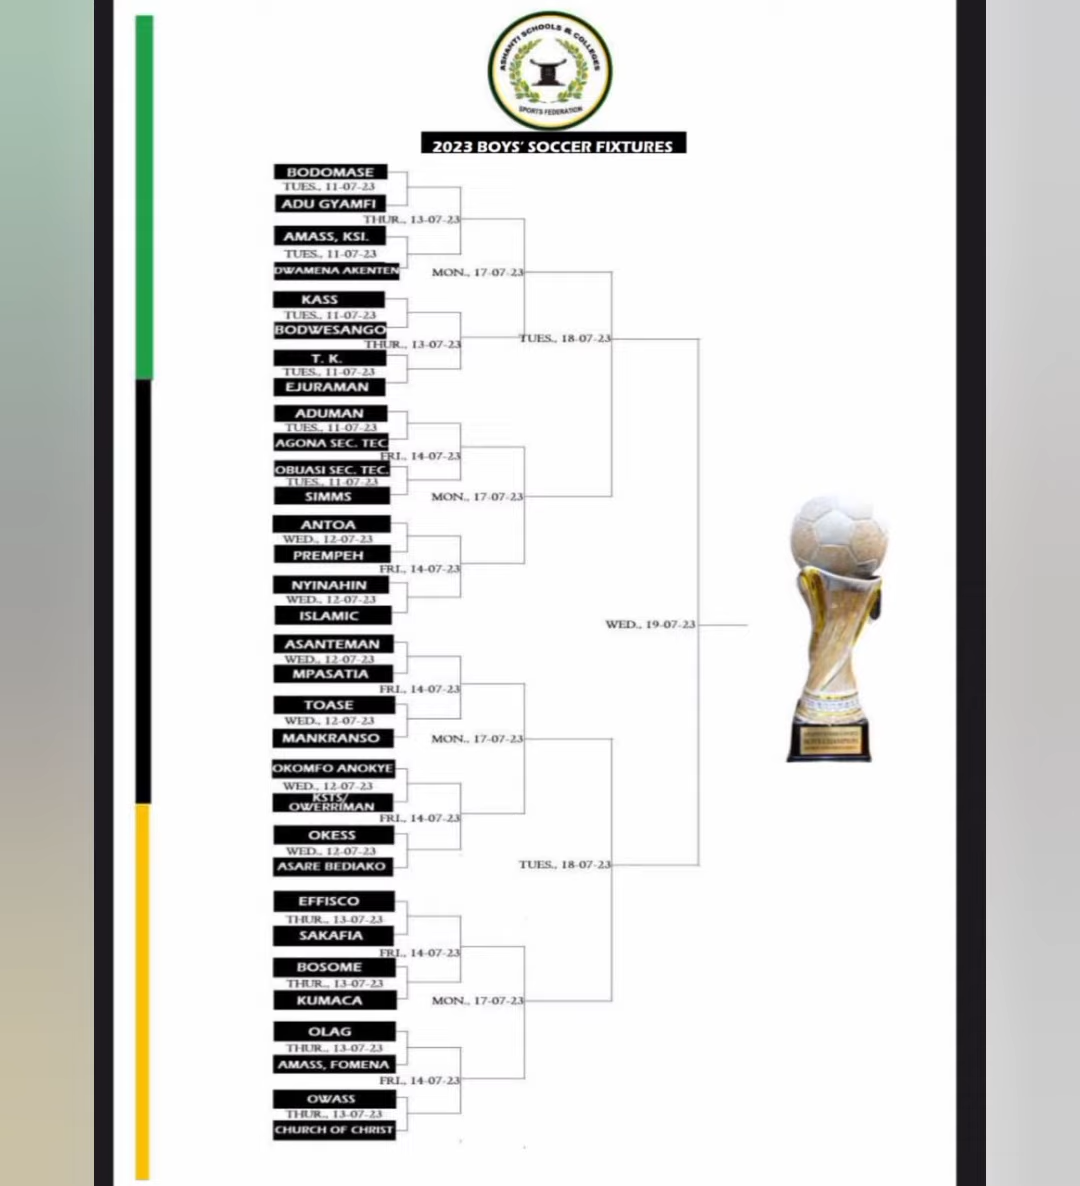 ASHANTI SCHOOLS & COLLEGES
SPORTS FEDERATION
2023 BOYS' SOCCER FIXTURES
BODOMASE
TUES., 11-07-23
ADU GYAMFI
THUR., 13-07-23
AMASS, KSI.
TUES., 11-07-23
DWAMENA AKENTEN
MON., 17-07-23
KASS
TUES., 11-07-23
BODWESANGO
TUES., 18-07-23
THUR., 13-07-23
T. K.
TUES., 11-07-23
EJURAMAN
ADUMAN
TUES., 11-07-23
AGONA SEC. TEC
FRI., 14-07-23
OBUASI SEC. TEC.
TUES., 11-07-23
SIMMS
MON., 17-07-23
ANTOA
WED., 12-07-23
PREMPEH
FRI., 14-07-23
NYINAHIN
WED., 12-07-23
ISLAMIC
WED., 19-07-23
ASANTEMAN
WED., 12-07-23
MPASATIA
FRI., 14-07-23
TOASE
WED., 12-07-23
MANKRANSO
MON., 17-07-23
OKOMFO ANOKYE
WED., 12-07-23
KSTS/
OWERRIMAN
FRI., 14-07-23
OKESS
WED., 12-07-23
ASARE BEDIAKO
TUES., 18-07-23
EFFISCO
THUR., 13-07-23
SAKAFIA
FRI., 14-07-23
BOSOME
THUR., 13-07-23
KUMACA
MON., 17-07-23
OLAG
THUR., 13-07-23
AMASS, FOMENA
FRI., 14-07-23
OWASS
THUR., 13-07-23
CHURCH OF CHRIST